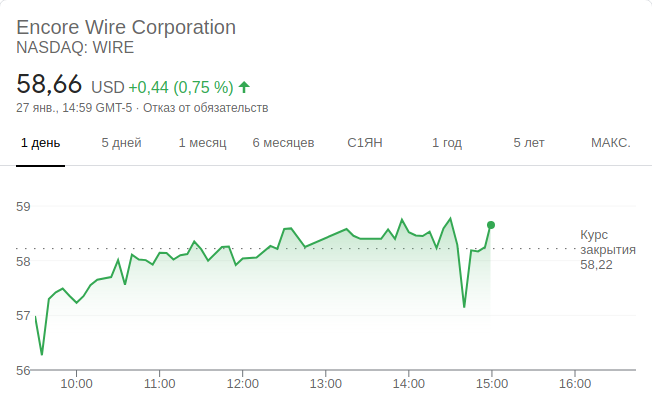 Encore Wire Corporation
NASDAQ: WIRE
58,66 USD +0,44 (0,75 %)
27 янв., 14:59 GMT-5 · Отказ от обязательств
1 день 5 дней 1 месяц 6 месяцев С1ЯН 1 год 5 лет МАКС.
59
Курс
закрытия
58
58,22
57
56
10:00 11:00 12:00 13:00 14:00 15:00 16:00